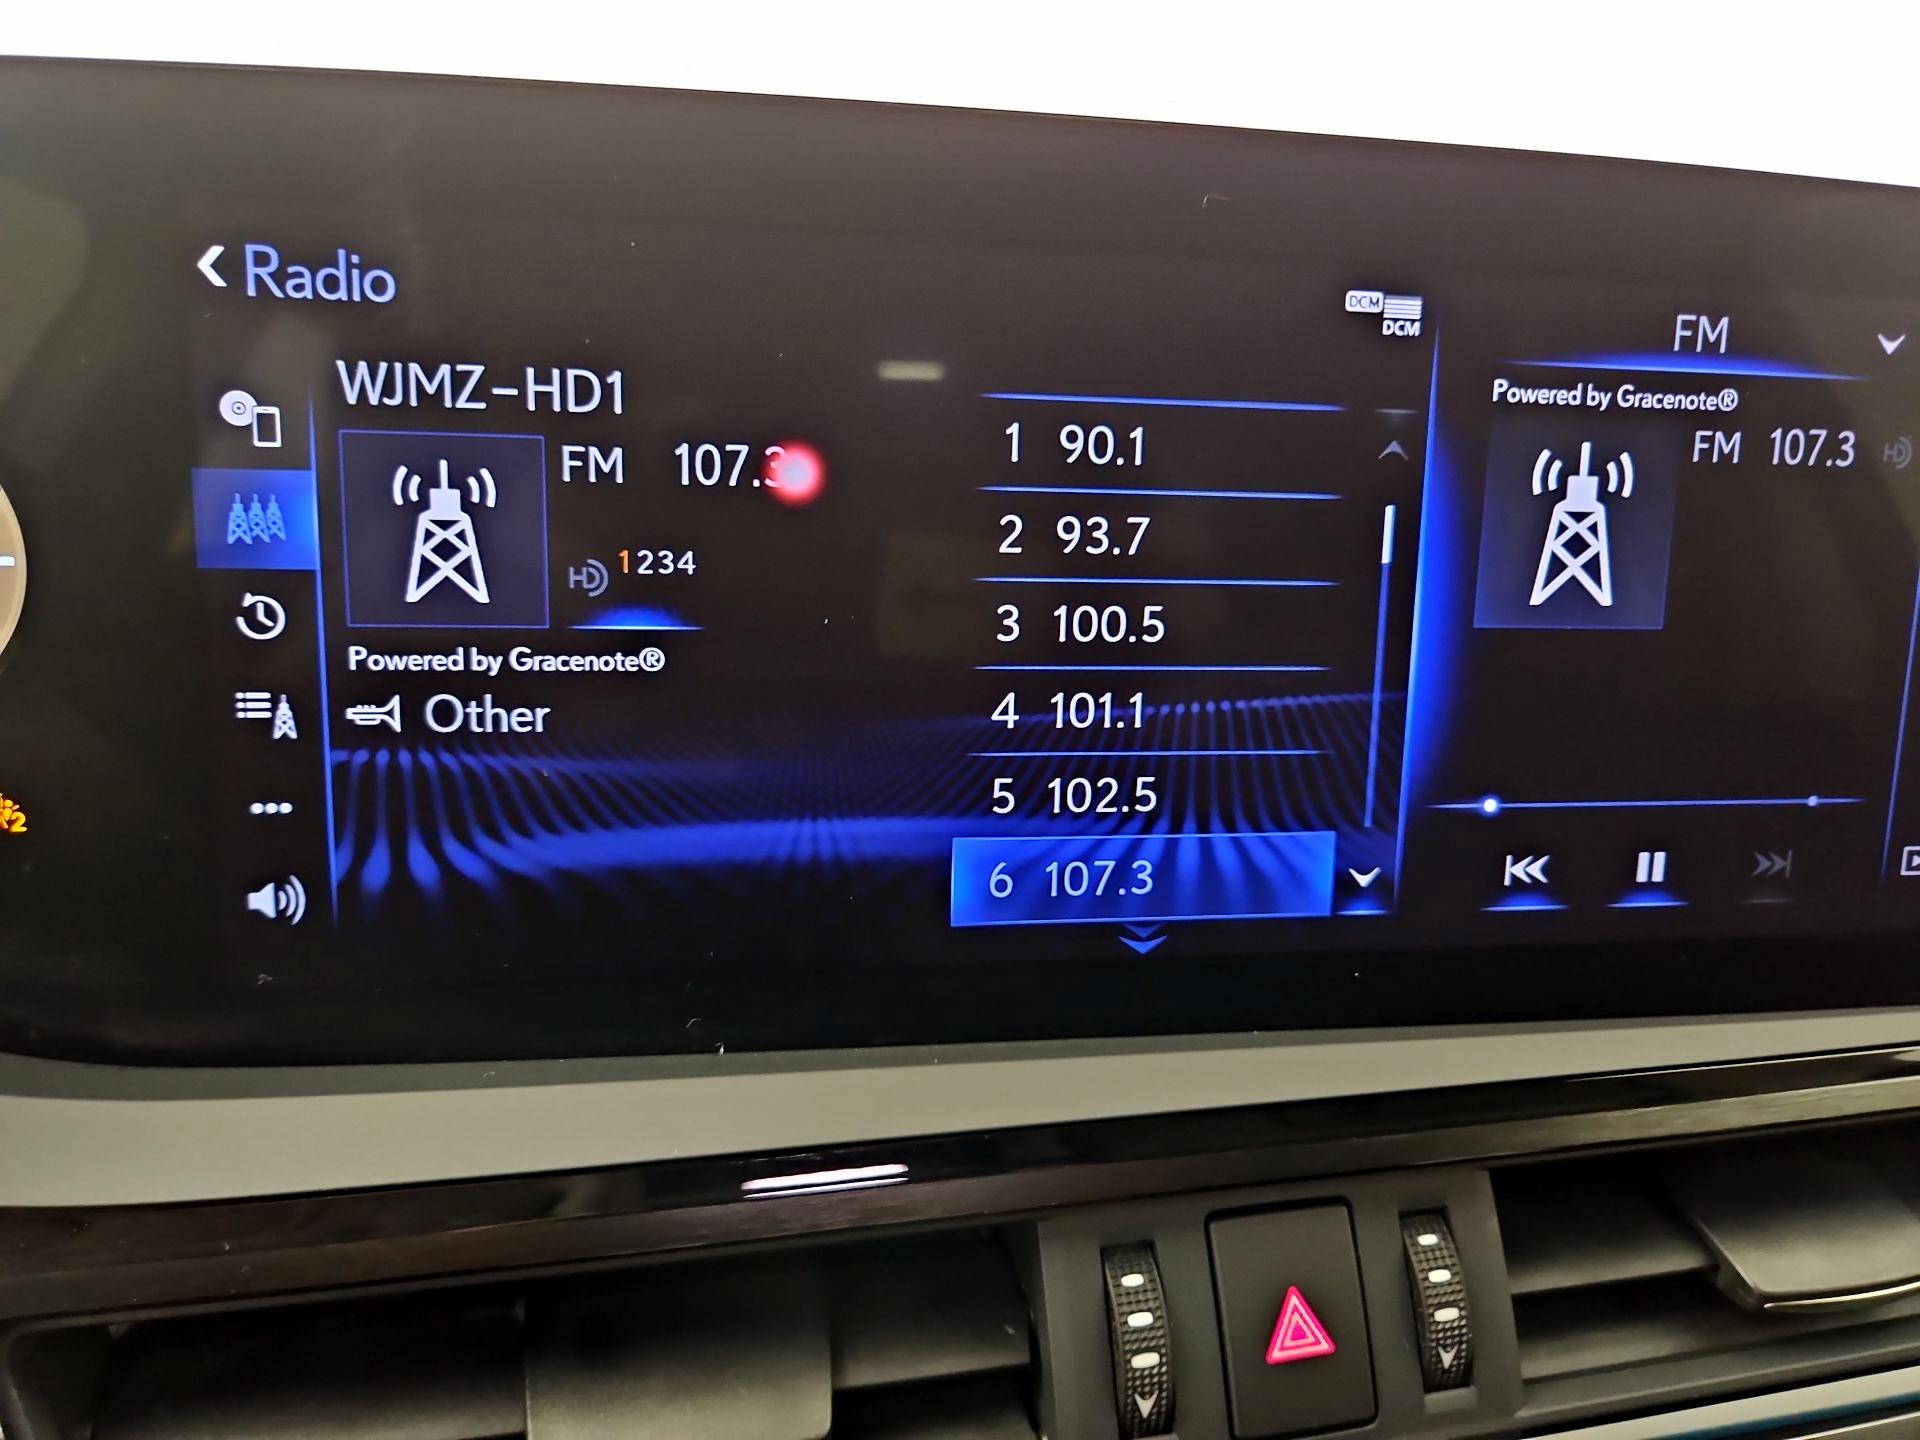 Radio
DCM
DCM
WJMZ-HD1
FM 107.3
HD 1234
Powered by Gracenote®
Other
1 90.1
2 93.7
3 100.5
4 101.1
5 102.5
6 107.3
FM
Powered by Gracenote®
FM 107.3 HD